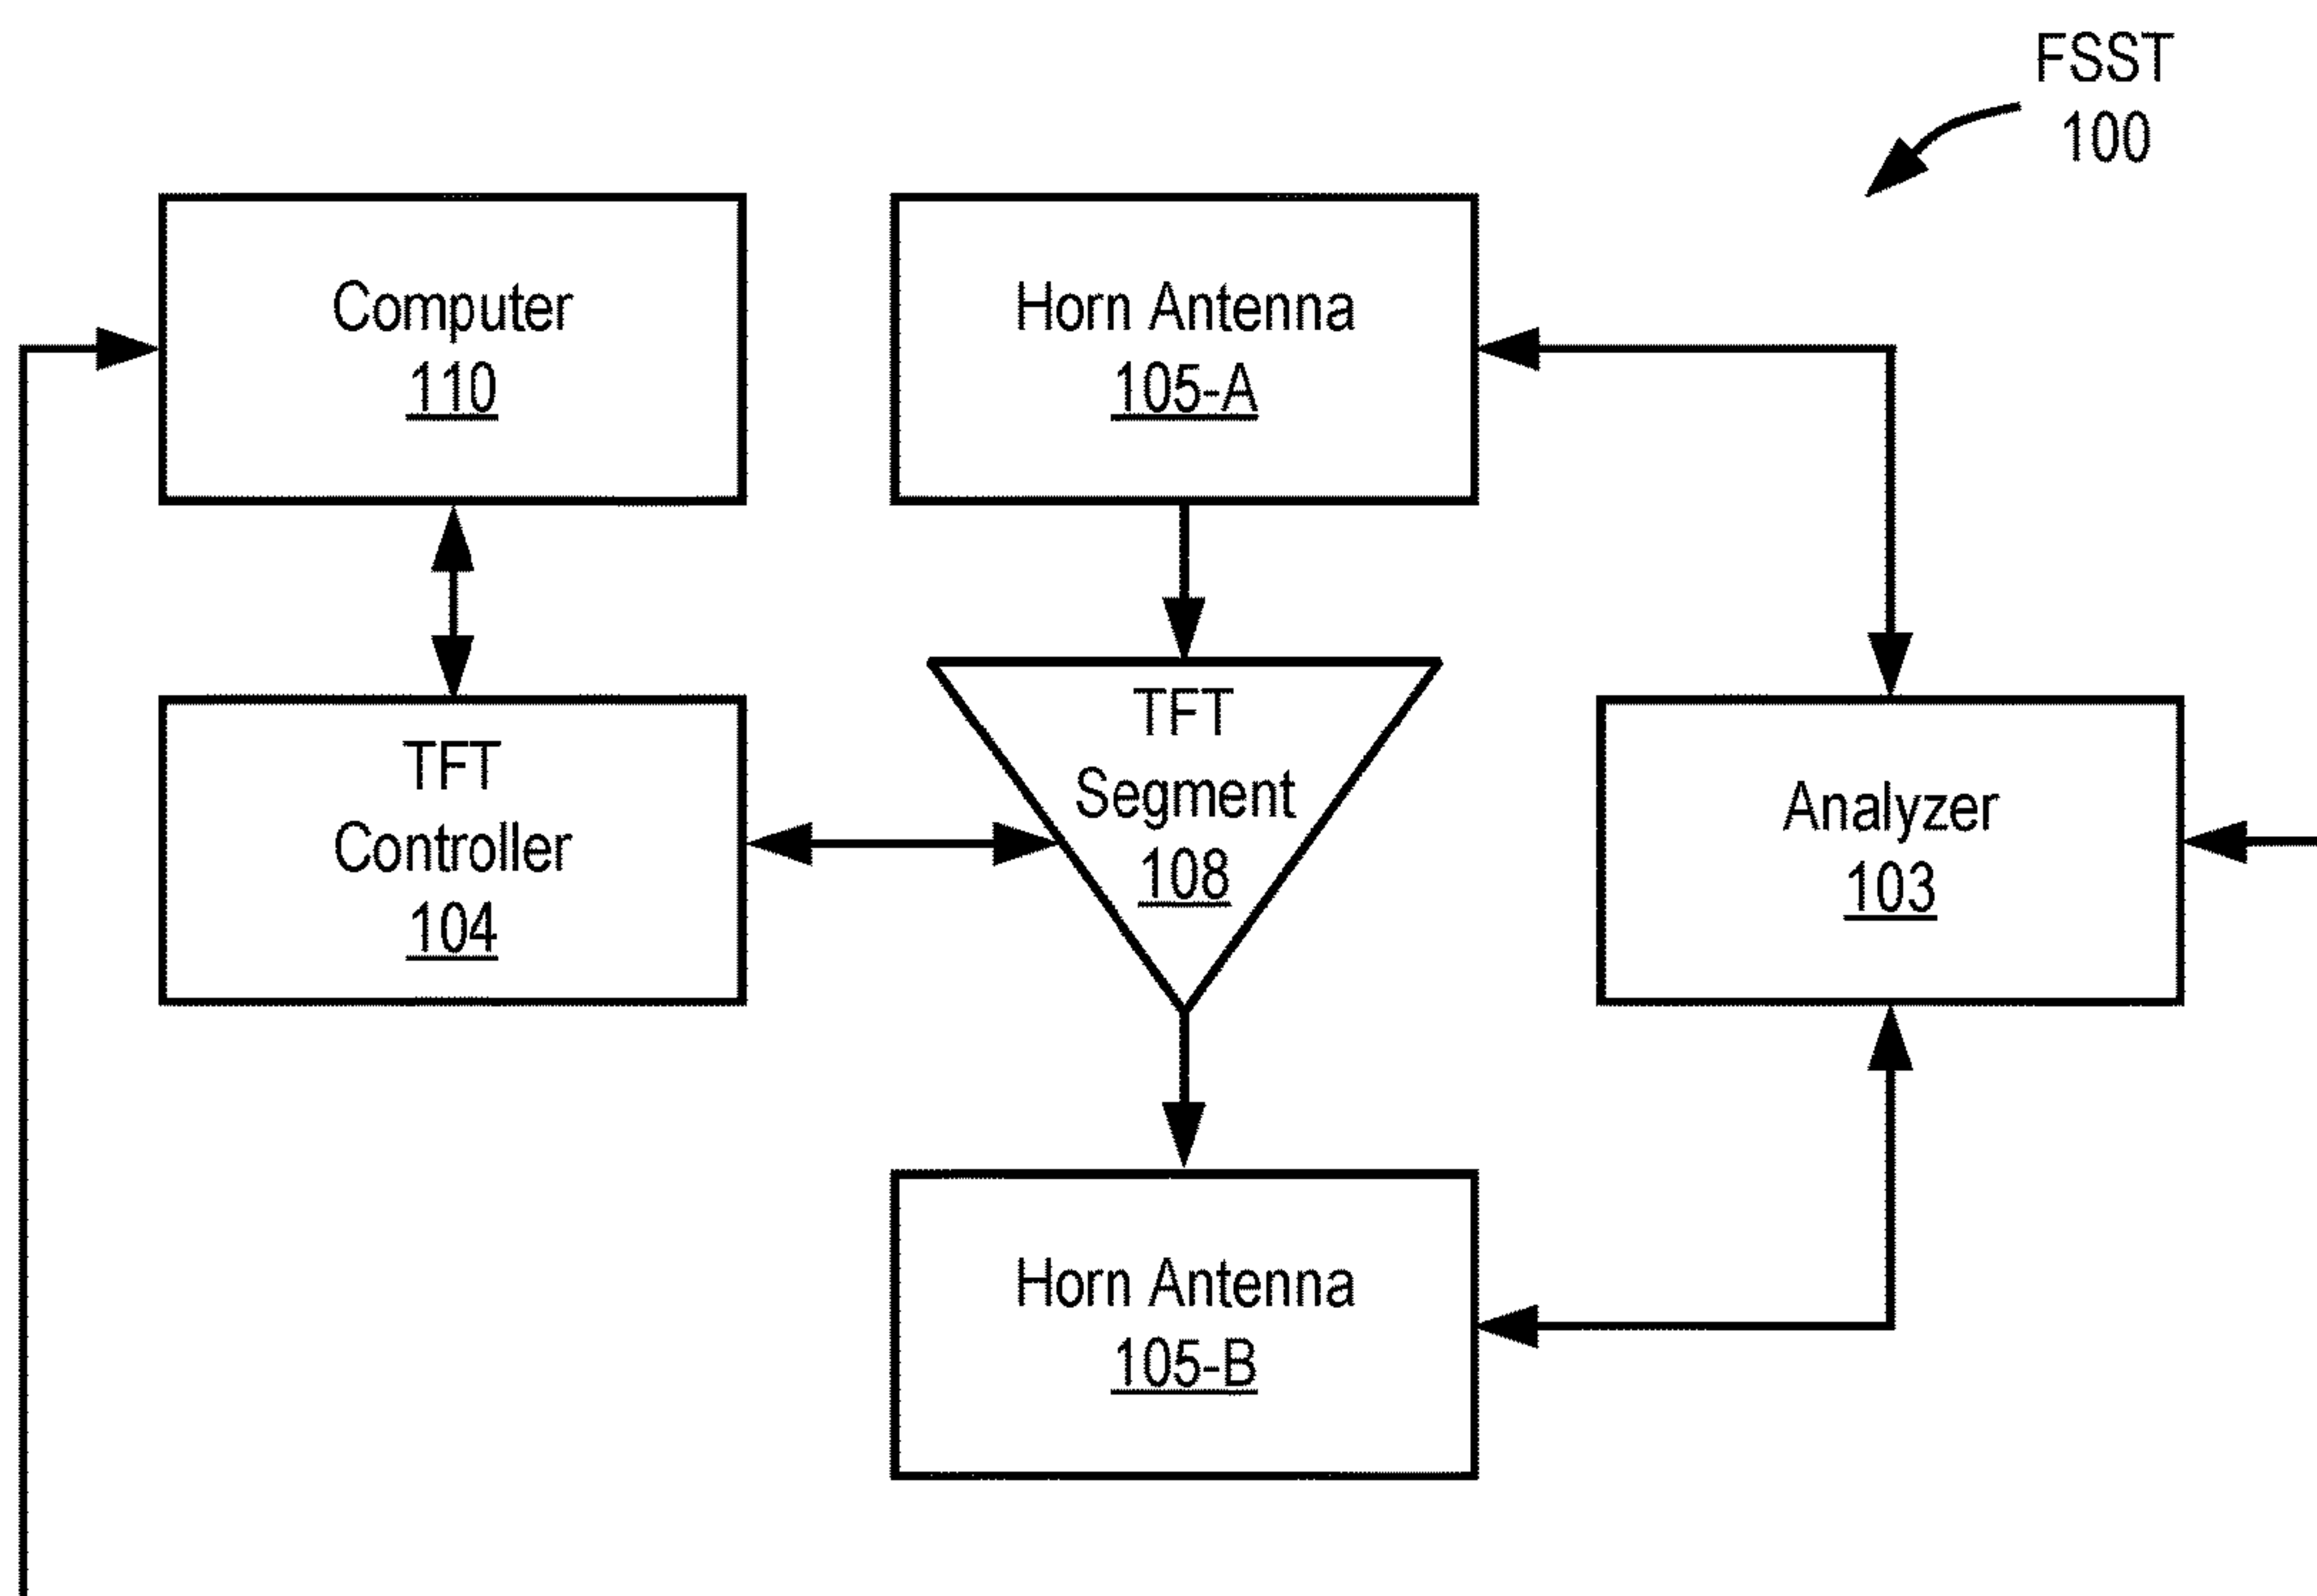 FSST
100
Computer
110
Horn Antenna
105-A
TFT
Controller
104
TFT
Segment
108
Analyzer
103
Horn Antenna
105-B